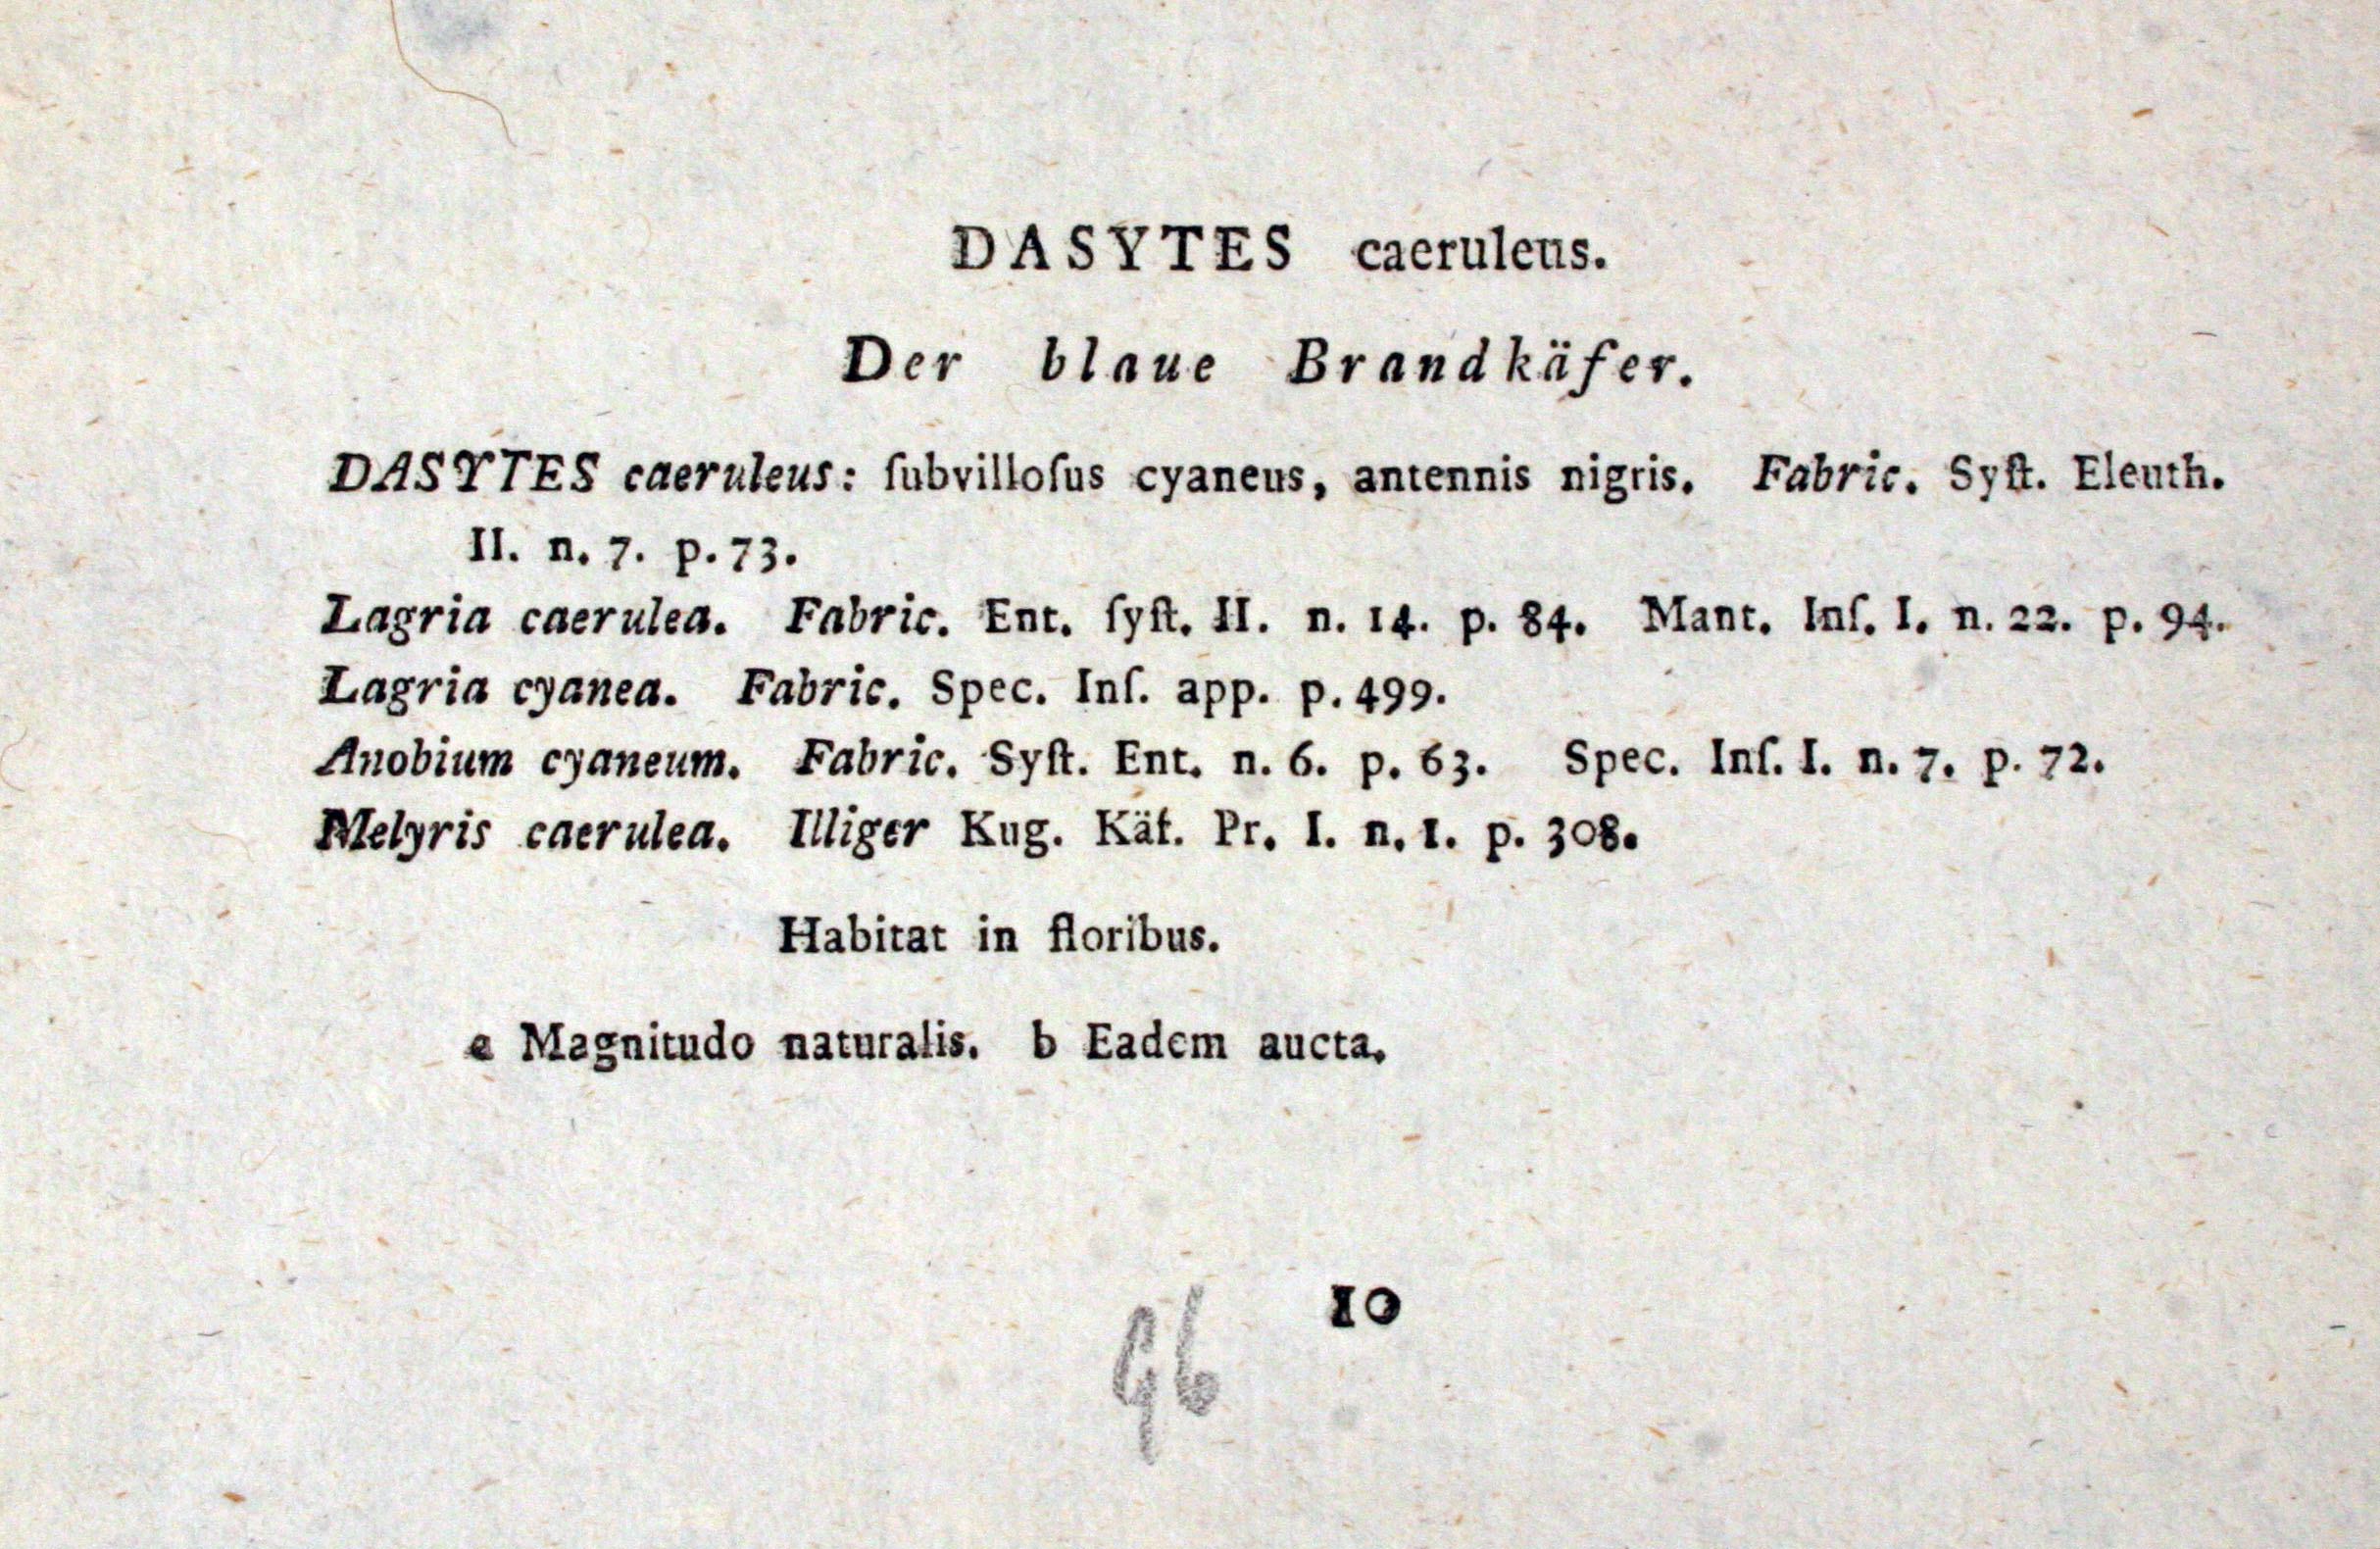 DASYTES caeruleus.
Der blaue Brandkäfer.
DASYTES caeruleus: ſubvilloſus cyaneus, antennis nigris. Fabric. Syſt. Eleuth.
II. n. 7. p. 73.
Lagria caerulea. Fabric. Ent. ſyſt. II. n. 14. p. 84. Mant. Inſ. I. n. 22. p. 94.
Lagria cyanea. Fabric. Spec. Inſ. app. p. 499.
Anobium cyaneum. Fabric. Syſt. Ent. n. 6. p. 63. Spec. Inſ. I. n. 7. p. 72.
Melyris caerulea. Illiger Kug. Käf. Pr. I. n. 1. p. 308.
Habitat in floribus.
a Magnitudo naturalis. b Eadem aucta.
10
96